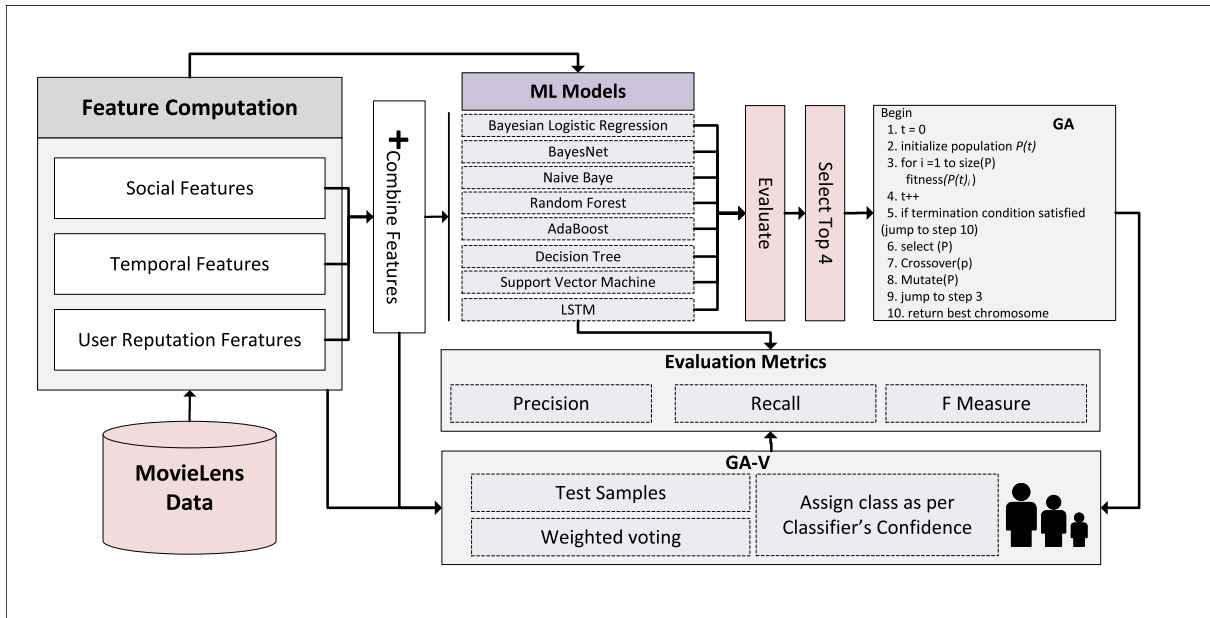 Feature Computation
Social Features
Temporal Features
User Reputation Feratures
MovieLens
Data
+
Combine Features
ML Models
Bayesian Logistic Regression
BayesNet
Naive Baye
Random Forest
AdaBoost
Decision Tree
Support Vector Machine
LSTM
Evaluate
Select Top 4
GA
Begin
1. t = 0
2. initialize population P(t)
3. for i =1 to size(P)
fitness(P(t)i )
4. t++
5. if termination condition satisfied
(jump to step 10)
6. select (P)
7. Crossover(p)
8. Mutate(P)
9. jump to step 3
10. return best chromosome
Evaluation Metrics
Precision
Recall
F Measure
GA-V
Test Samples
Weighted voting
Assign class as per
Classifier’s Confidence